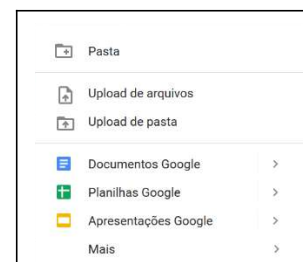 Pasta
Upload de arquivos
Upload de pasta
Documentos Google
Planilhas Google
Apresentações Google
Mais